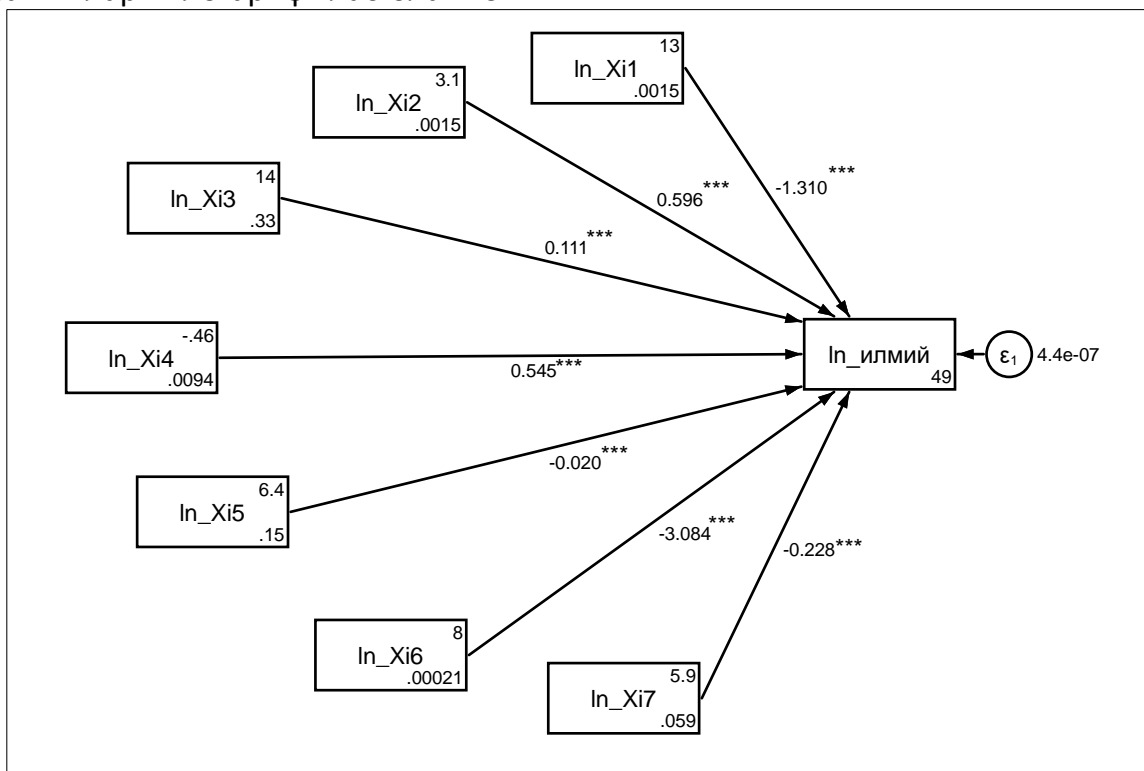 13
ln_Xi1
.0015
3.1
ln_Xi2
.0015
14
ln_Xi3
.33
-.46
ln_Xi4
.0094
6.4
ln_Xi5
.15
8
ln_Xi6
.00021
5.9
ln_Xi7
.059
-1.310***
0.596***
0.111***
0.545***
-0.020***
-3.084***
-0.228***
ln_илмий
49
ε1
4.4e-07